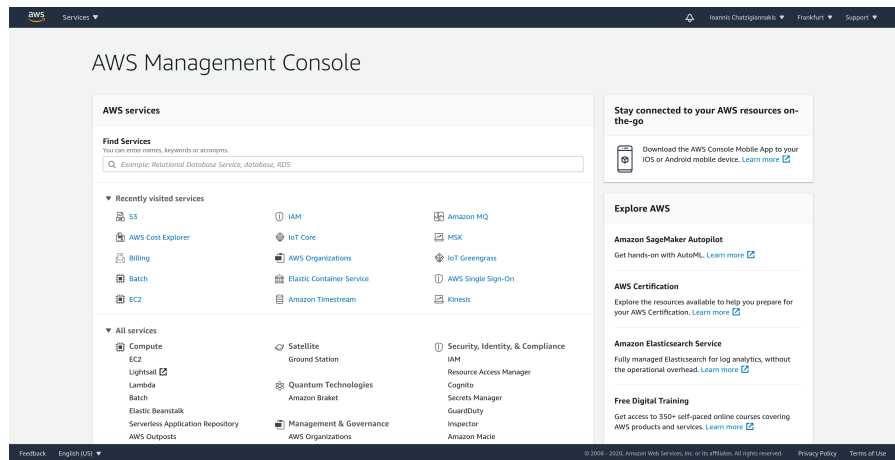 aws
Services ▼
Ioannis Chatzigiannakis ▼
Frankfurt ▼
Support ▼
AWS Management Console
AWS services
Find Services
You can enter names, keywords or acronyms.
Example: Relational Database Service, database, RDS
▼ Recently visited services
S3
IAM
Amazon MQ
AWS Cost Explorer
IoT Core
MSK
Billing
AWS Organizations
IoT Greengrass
Batch
Elastic Container Service
AWS Single Sign-On
EC2
Amazon Timestream
Kinesis
▼ All services
Compute
EC2
Lightsail
Lambda
Batch
Elastic Beanstalk
Serverless Application Repository
AWS Outposts
Satellite
Ground Station
Quantum Technologies
Amazon Braket
Management & Governance
AWS Organizations
Security, Identity, & Compliance
IAM
Resource Access Manager
Cognito
Secrets Manager
GuardDuty
Inspector
Amazon Macie
Stay connected to your AWS resources on-
the-go
Download the AWS Console Mobile App to your
iOS or Android mobile device. Learn more
Explore AWS
Amazon SageMaker Autopilot
Get hands-on with AutoML. Learn more
AWS Certification
Explore the resources available to help you prepare for
your AWS Certification. Learn more
Amazon Elasticsearch Service
Fully managed Elasticsearch for log analytics, without
the operational overhead. Learn more
Free Digital Training
Get access to 350+ self-paced online courses covering
AWS products and services. Learn more
Feedback
English (US) ▼
© 2008 - 2020, Amazon Web Services, Inc. or its affiliates. All rights reserved.
Privacy Policy
Terms of Use